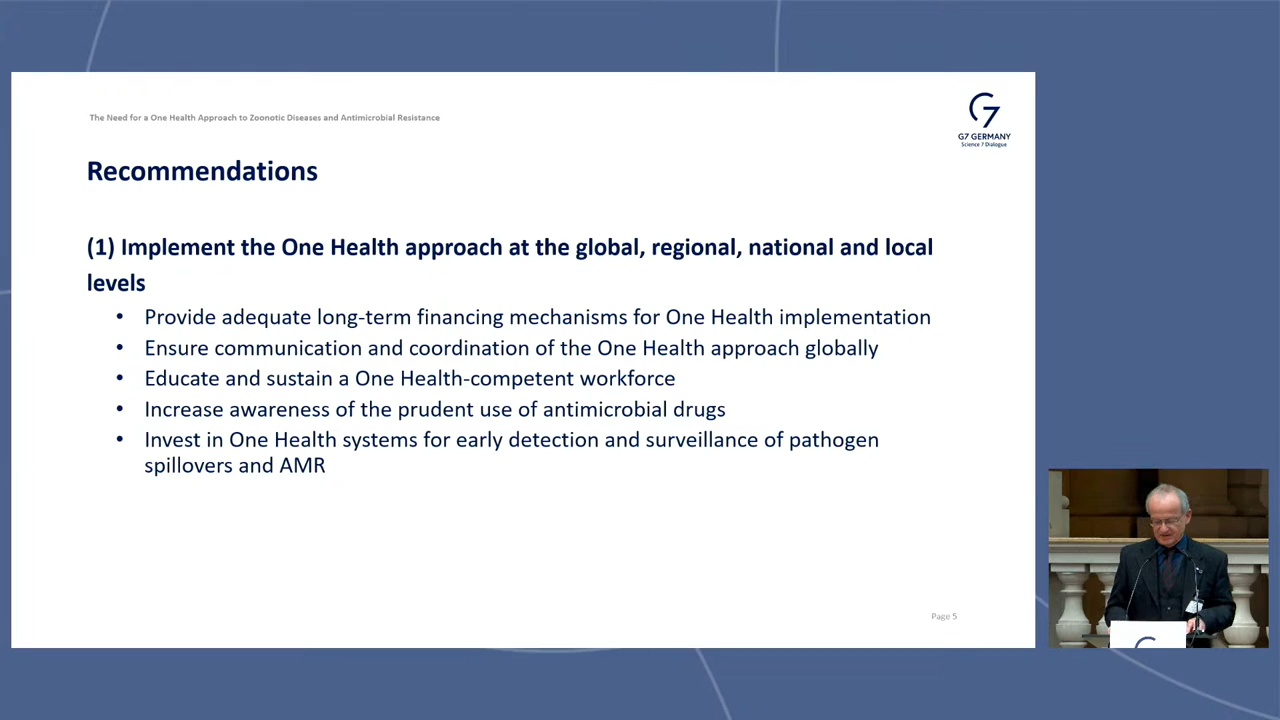 The Need for a One Health Approach to Zoonotic Diseases and Antimicrobial Resistance
G7
G7 GERMANY
Science 7 Dialogue
Recommendations
(1) Implement the One Health approach at the global, regional, national and local
levels
• Provide adequate long-term financing mechanisms for One Health implementation
• Ensure communication and coordination of the One Health approach globally
• Educate and sustain a One Health-competent workforce
• Increase awareness of the prudent use of antimicrobial drugs
• Invest in One Health systems for early detection and surveillance of pathogen
spillovers and AMR
Page 5